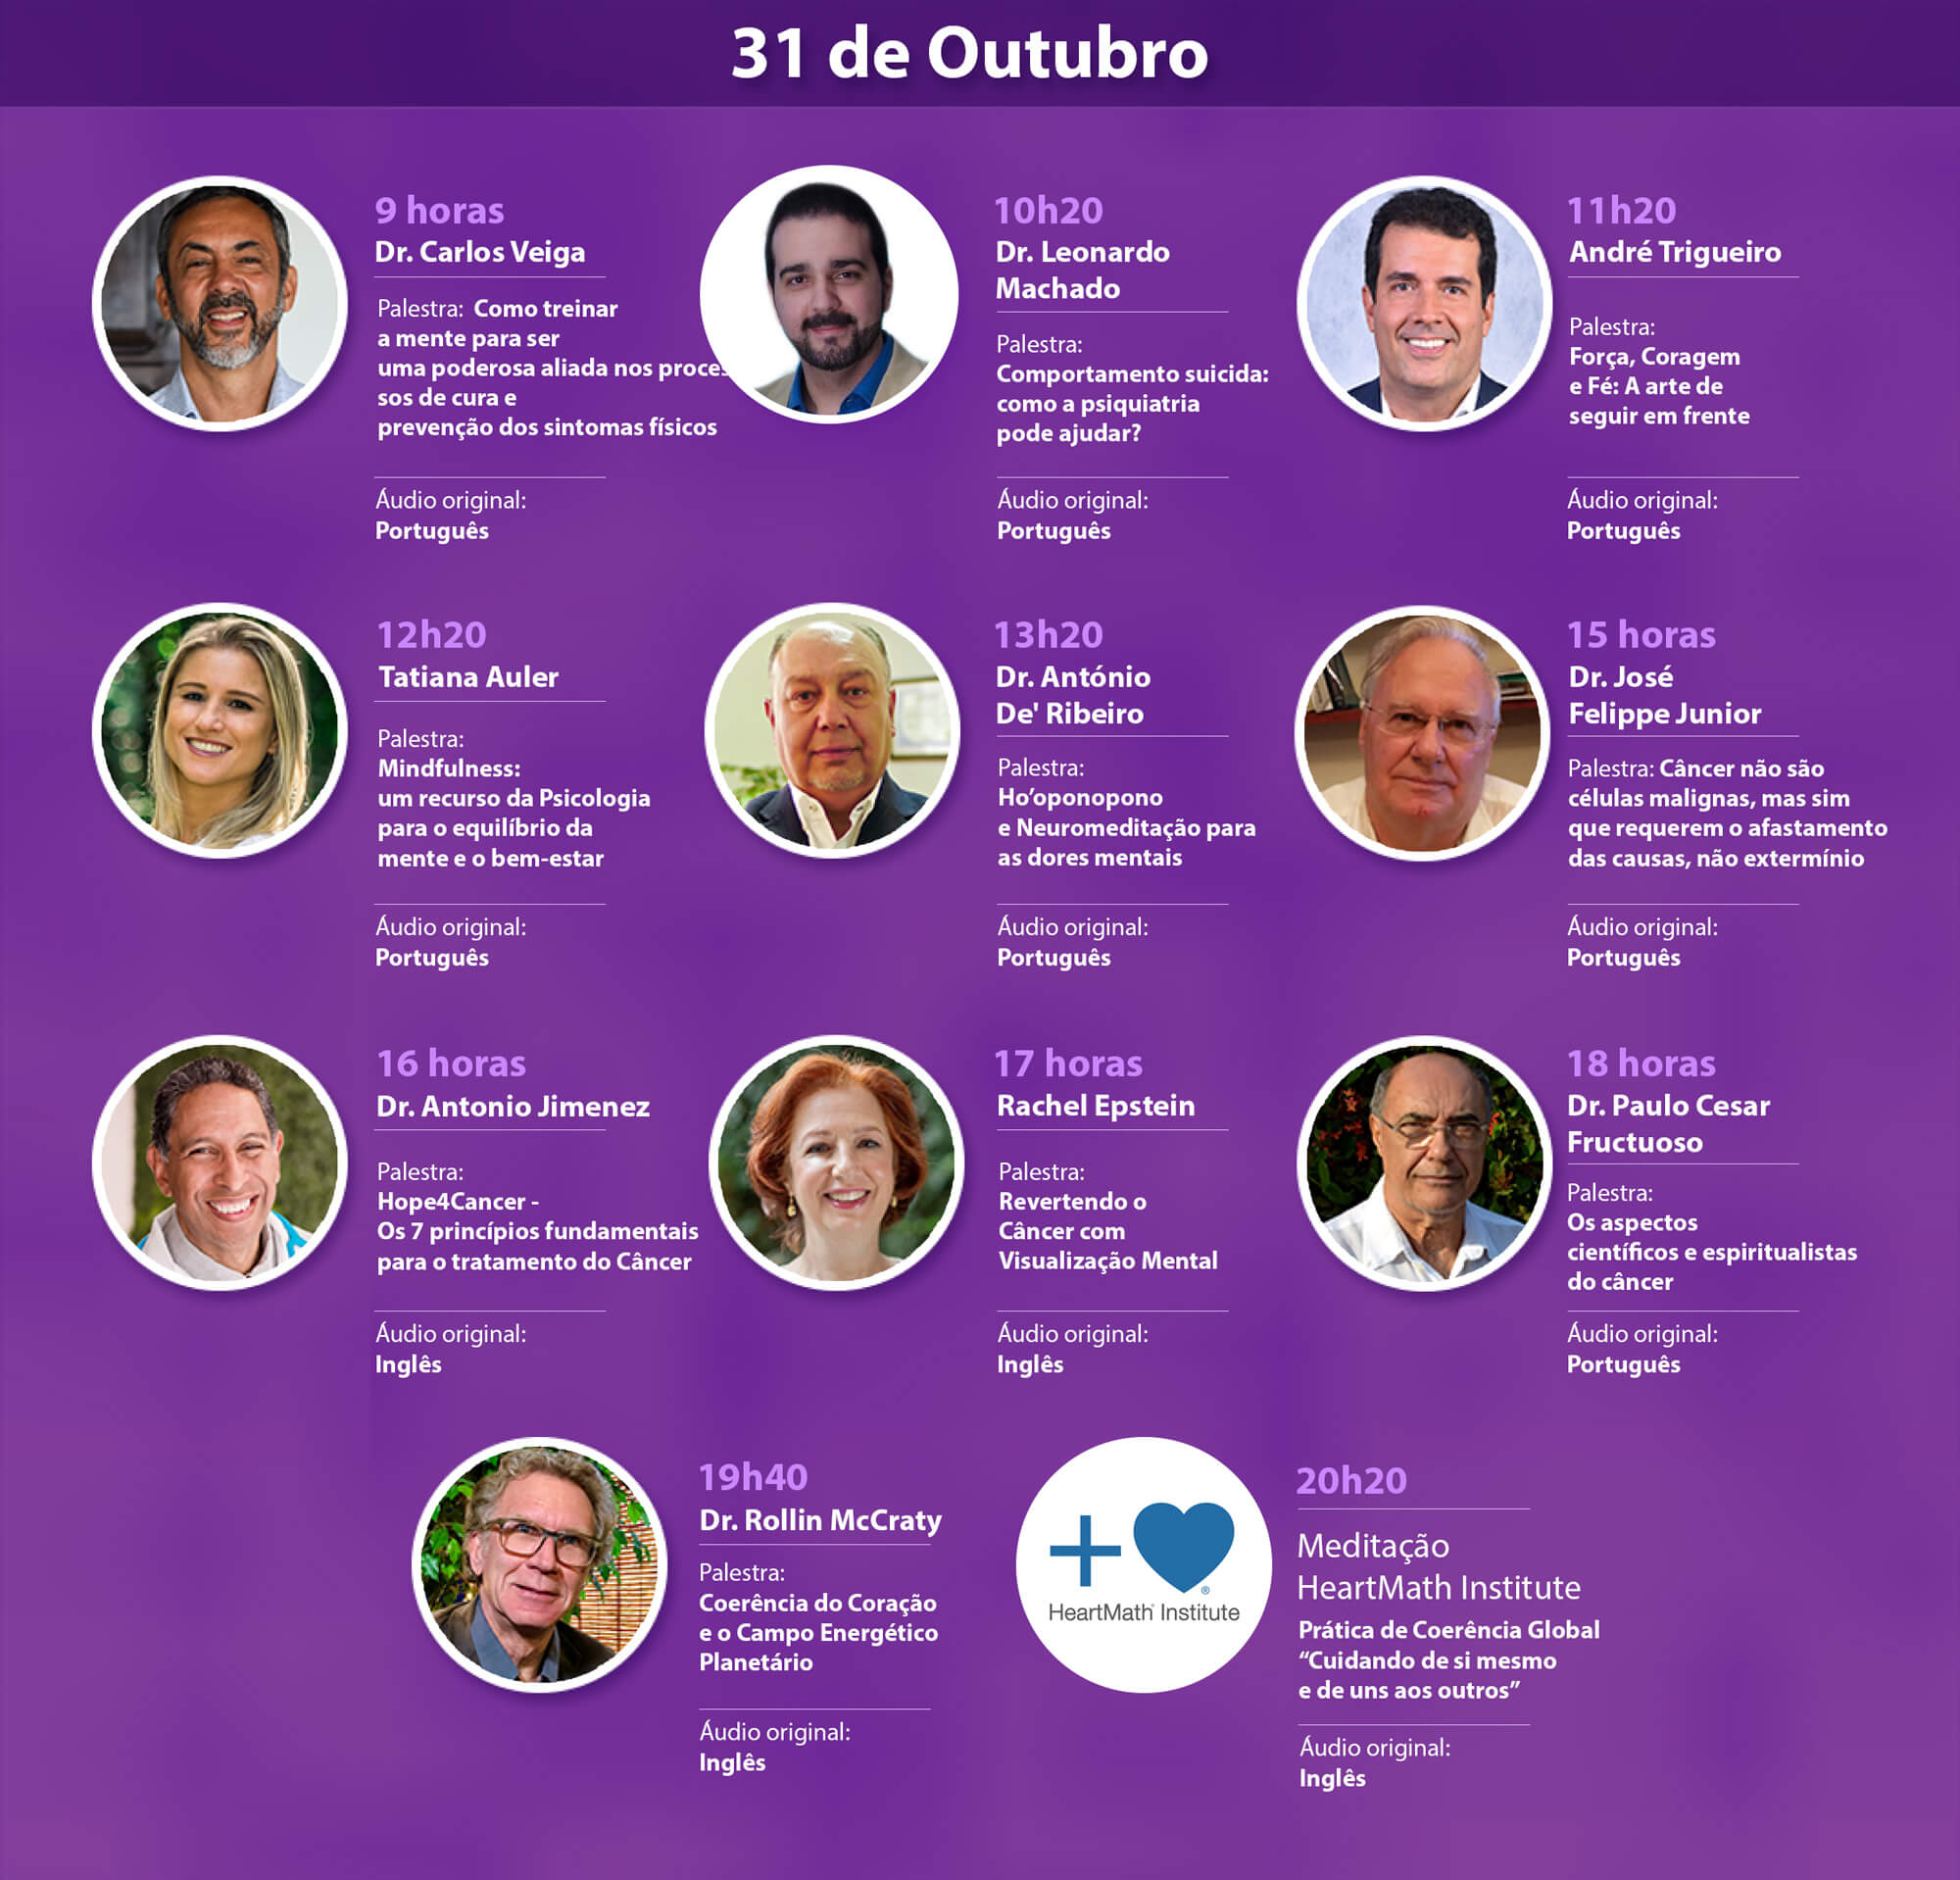 31 de Outubro
9 horas
Dr. Carlos Veiga
Palestra: Como treinar
a mente para ser
uma poderosa aliada nos proces
sos de cura e
prevenção dos sintomas físicos
Áudio original:
Português
10h20
Dr. Leonardo
Machado
Palestra:
Comportamento suicida:
como a psiquiatria
pode ajudar?
Áudio original:
Português
11h20
André Trigueiro
Palestra:
Força, Coragem
e Fé: A arte de
seguir em frente
Áudio original:
Português
12h20
Tatiana Auler
Palestra:
Mindfulness:
um recurso da Psicologia
para o equilíbrio da
mente e o bem-estar
Áudio original:
Português
13h20
Dr. António
De' Ribeiro
Palestra:
Ho’oponopono
e Neuromeditação para
as dores mentais
Áudio original:
Português
15 horas
Dr. José
Felippe Junior
Palestra: Câncer não são
células malignas, mas sim
que requerem o afastamento
das causas, não extermínio
Áudio original:
Português
16 horas
Dr. Antonio Jimenez
Palestra:
Hope4Cancer -
Os 7 princípios fundamentais
para o tratamento do Câncer
Áudio original:
Inglês
17 horas
Rachel Epstein
Palestra:
Revertendo o
Câncer com
Visualização Mental
Áudio original:
Inglês
18 horas
Dr. Paulo Cesar
Fructuoso
Palestra:
Os aspectos
científicos e espiritualistas
do câncer
Áudio original:
Português
19h40
Dr. Rollin McCraty
Palestra:
Coerência do Coração
e o Campo Energético
Planetário
Áudio original:
Inglês
HeartMath® Institute
20h20
Meditação
HeartMath Institute
Prática de Coerência Global
“Cuidando de si mesmo
e de uns aos outros”
Áudio original:
Inglês